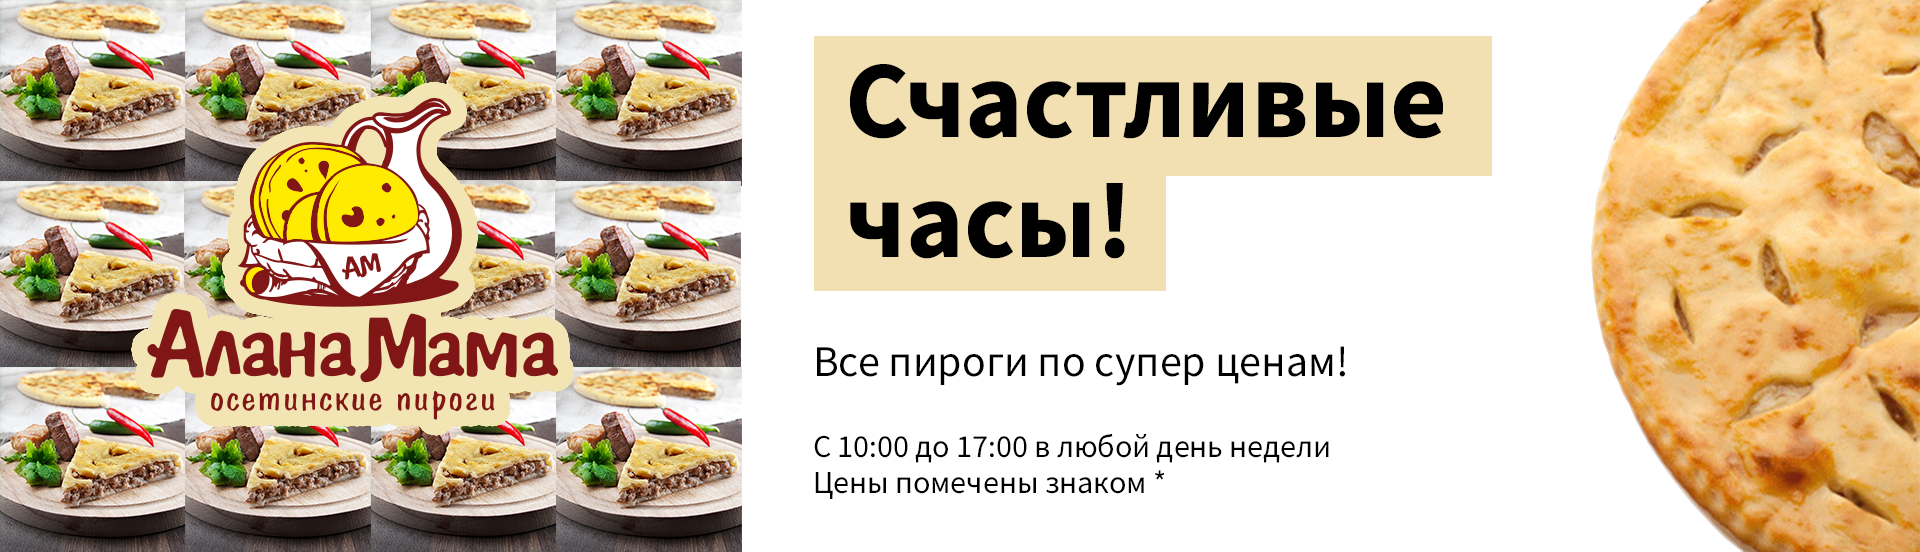 АМ
Алана Мама
осетинские пироги
Счастливые
часы!
Все пироги по супер ценам!
С 10:00 до 17:00 в любой день недели
Цены помечены знаком *